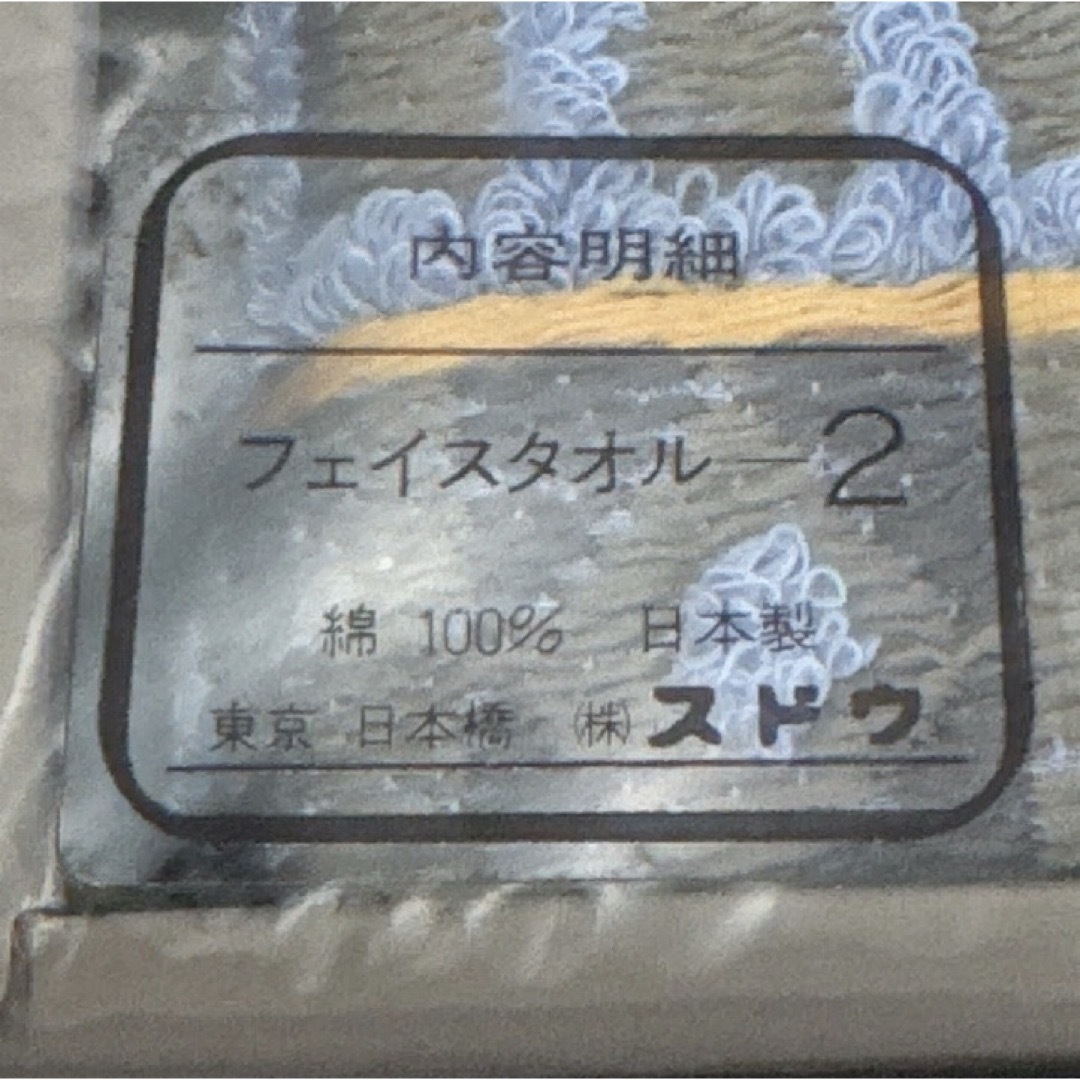 内容明細
フェイスタオル — 2
綿 100% 日本製
東京 日本橋 ㈱スドウ